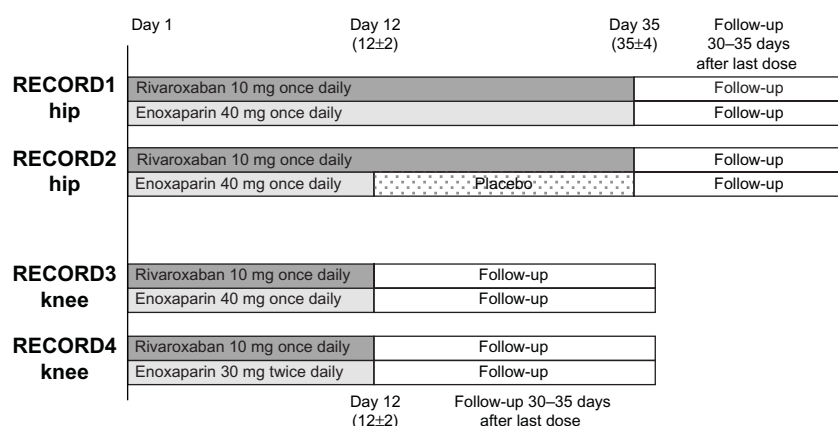 Day 1
Day 12
(12±2)
Day 35
(35±4)
Follow-up
30–35 days
after last dose
RECORD1
hip
Rivaroxaban 10 mg once daily
Follow-up
Enoxaparin 40 mg once daily
Follow-up
RECORD2
hip
Rivaroxaban 10 mg once daily
Follow-up
Enoxaparin 40 mg once daily
Placebo
Follow-up
RECORD3
knee
Rivaroxaban 10 mg once daily
Follow-up
Enoxaparin 40 mg once daily
Follow-up
RECORD4
knee
Rivaroxaban 10 mg once daily
Follow-up
Enoxaparin 30 mg twice daily
Follow-up
Day 12
(12±2)
Follow-up 30–35 days
after last dose